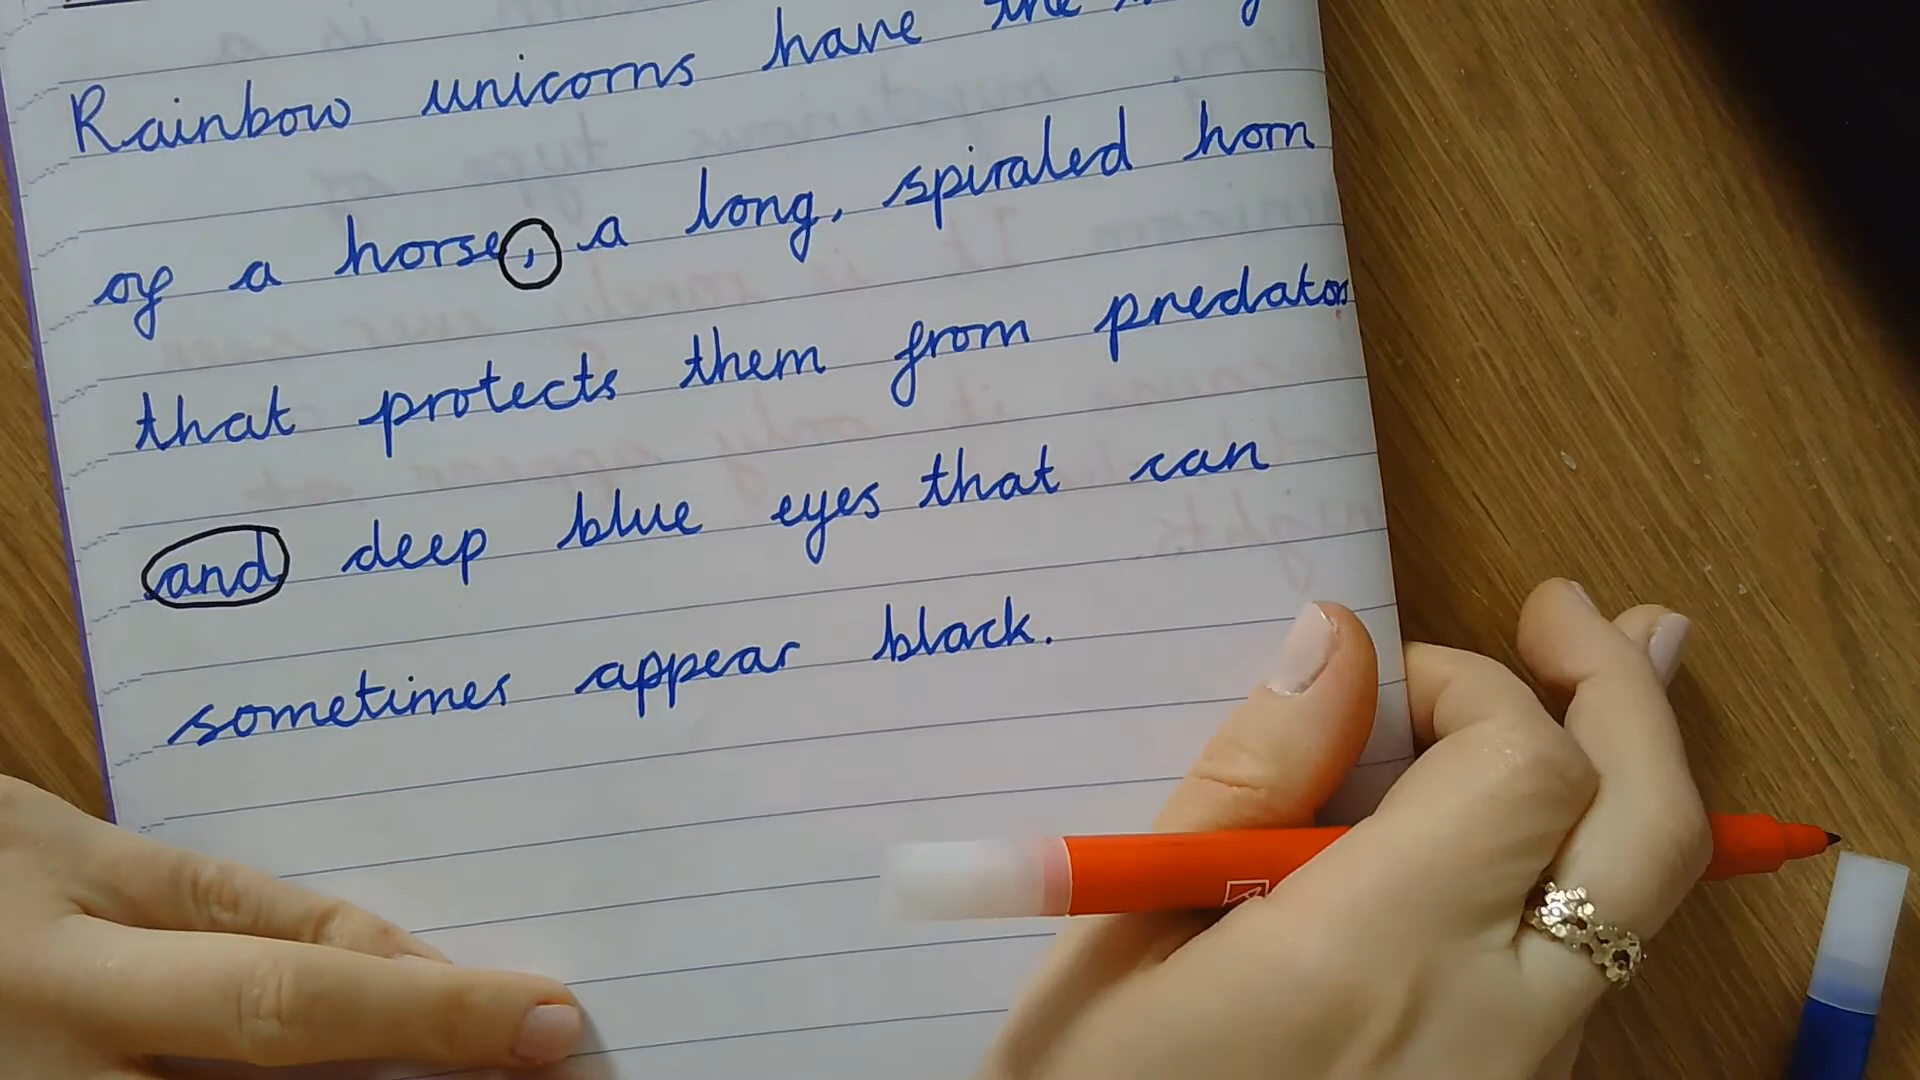 Rainbow unicorns have the
of a horse, a long, spiraled horn
that protects them from predators
and deep blue eyes that can
sometimes appear black.